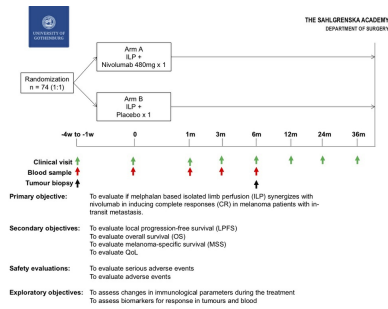 UNIVERSITY OF
GOTHENBURG
THE SAHLGRENSKA ACADEMY
DEPARTMENT OF SURGERY
Randomization
n = 74 (1:1)
Arm A
ILP
+
Nivolumab 480mg x 1
Arm B
ILP +
Placebo x 1
-4w to -1w 0 1m 3m 6m 12m 24m 36m
Clinical visit
Blood sample
Tumour biopsy
Primary objective: To evaluate if melphalan based isolated limb perfusion (ILP) synergizes with
nivolumab in inducing complete responses (CR) in melanoma patients with in-
transit metastasis.
Secondary objectives: To evaluate local progression-free survival (LPFS)
To evaluate overall survival (OS)
To evaluate melanoma-specific survival (MSS)
To evaluate QoL
Safety evaluations: To evaluate serious adverse events
To evaluate adverse events
Exploratory objectives: To assess changes in immunological parameters during the treatment
To assess biomarkers for response in tumours and blood